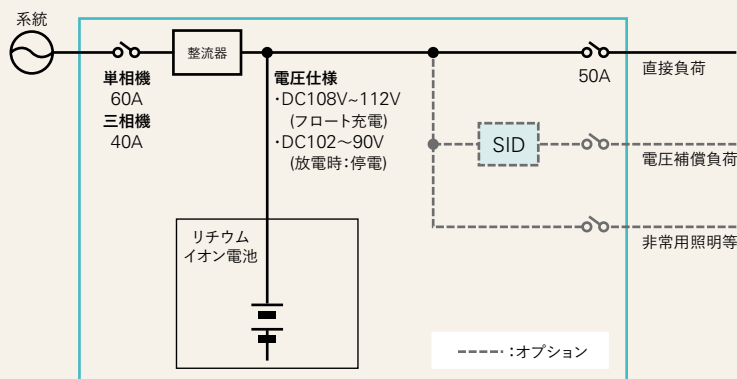 系統
整流器
単相機
60A
三相機
40A
電圧仕様
・DC108V~112V
(フロート充電)
・DC102〜90V
(放電時：停電)
50A
直接負荷
SID
電圧補償負荷
非常用照明等
リチウム
イオン電池
：オプション